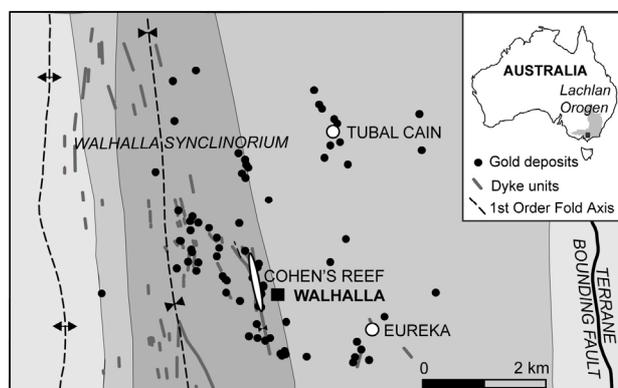 AUSTRALIA
Lachlan
Orogen
Gold deposits
Dyke units
1st Order Fold Axis
TUBAL CAIN
WALHALLA SYNCLINORIUM
COHEN'S REEF
WALHALLA
EUREKA
TERRANE
BOUNDING FAULT
0 2 km